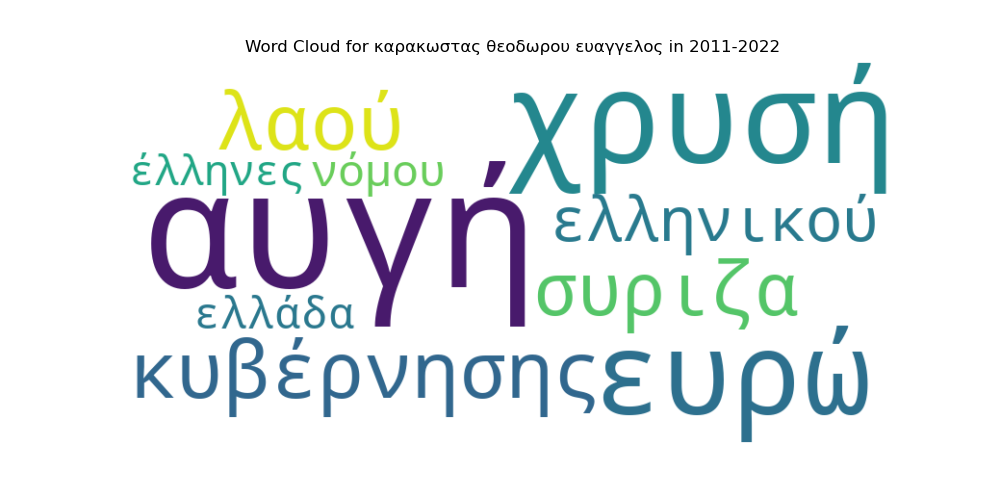 Word Cloud for καρακωστας θεοδωρου ευαγγελος in 2011-2022
λαού
χρυσή
έλληνες νόμου
αυγή
ελληνικού
συριζα
ελλάδα
κυβέρνησης
ευρώ